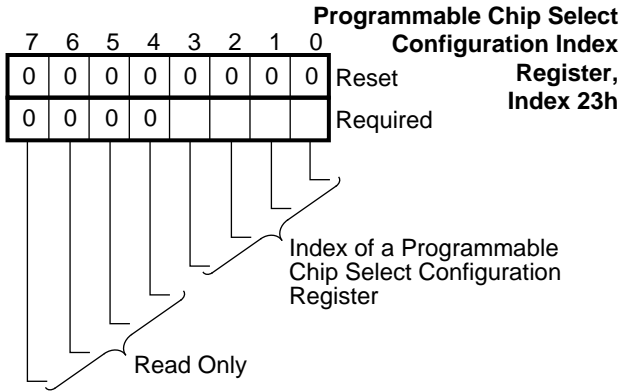 Programmable Chip Select
Configuration Index
Register,
Index 23h
7 6 5 4 3 2 1 0
0 0 0 0 0 0 0 0 Reset
0 0 0 0 Required
Index of a Programmable
Chip Select Configuration
Register
Read Only